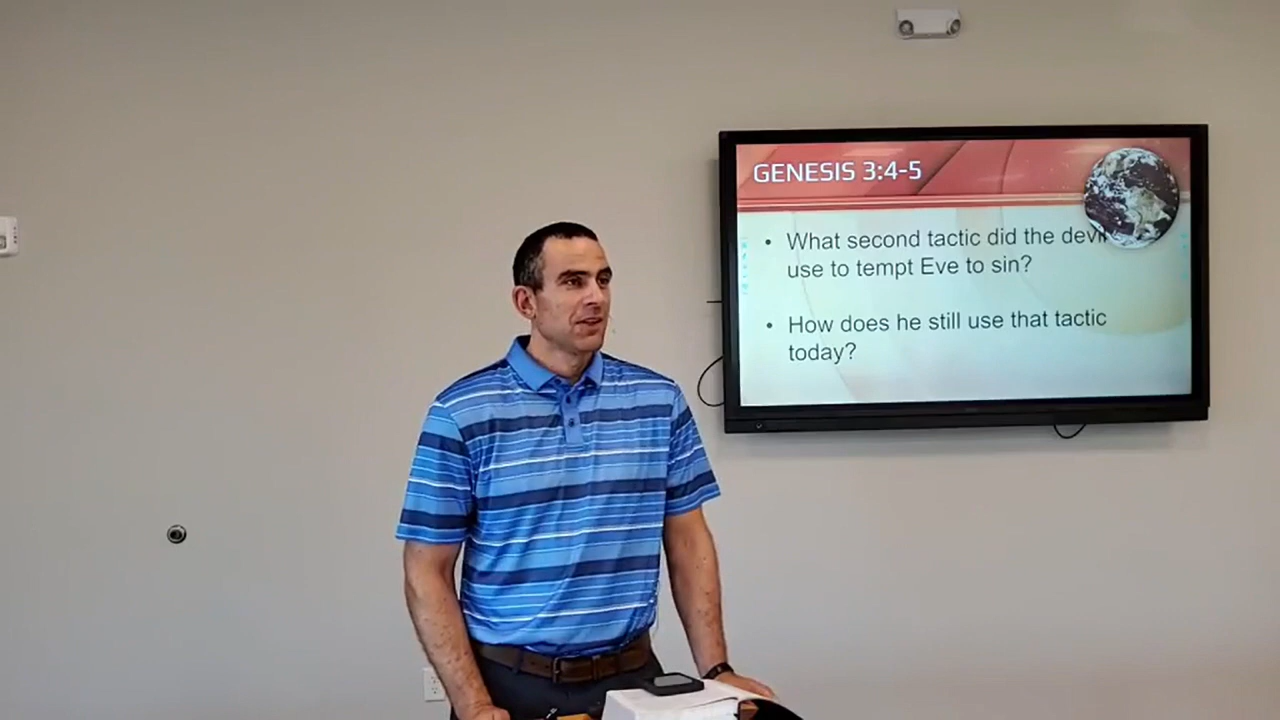 GENESIS 3:4-5
• What second tactic did the devil
use to tempt Eve to sin?
• How does he still use that tactic
today?